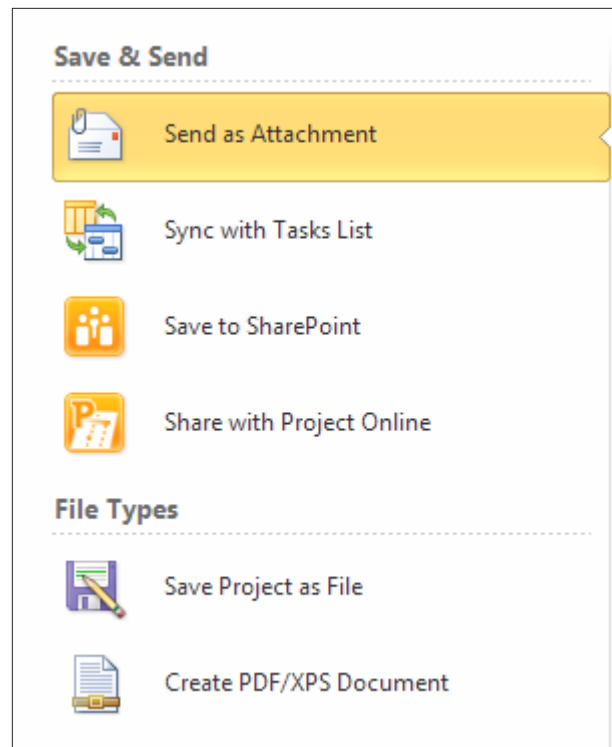 Save & Send
Send as Attachment
Sync with Tasks List
Save to SharePoint
Share with Project Online
File Types
Save Project as File
Create PDF/XPS Document